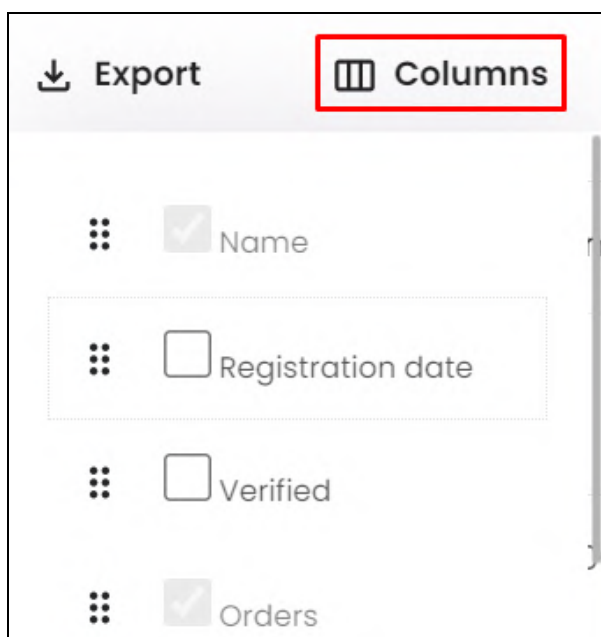 Export Columns
Name
Registration date
Verified
Orders